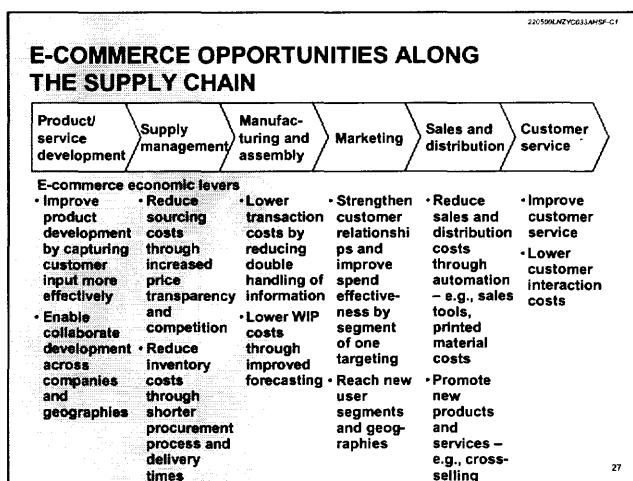 220599LNZYC033AHSF-C1
E-COMMERCE OPPORTUNITIES ALONG
THE SUPPLY CHAIN
Product/
service
development
Supply
management
Manufac-
turing and
assembly
Marketing
Sales and
distribution
Customer
service
E-commerce economic levers
• Improve
product
development
by capturing
customer
input more
effectively
• Enable
collaborate
development
across
companies
and
geographies
• Reduce
sourcing
costs
through
increased
price
transparency
and
competition
• Reduce
inventory
costs
through
shorter
procurement
process and
delivery
times
• Lower
transaction
costs by
reducing
double
handling of
information
• Lower WIP
costs
through
improved
forecasting
• Strengthen
customer
relationshi
ps and
improve
spend
effective-
ness by
segment
of one
targeting
• Reach new
user
segments
and geog-
raphies
• Reduce
sales and
distribution
costs
through
automation
– e.g., sales
tools,
printed
material
costs
• Promote
new
products
and
services –
e.g., cross-
selling
• Improve
customer
service
• Lower
customer
interaction
costs
27